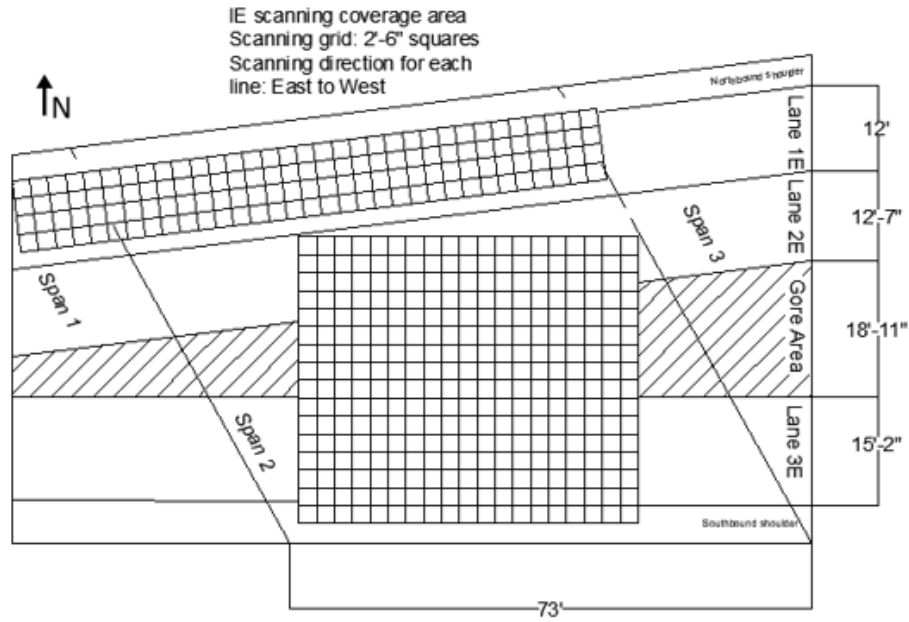 IE scanning coverage area
Scanning grid: 2'-6" squares
Scanning direction for each
line: East to West
N
Northbound shoulder
Lane 1E
12'
Lane 2E
12'-7"
Span 3
Span 1
Gore Area
18'-11"
Span 2
Lane 3E
15'-2"
Southbound shoulder
73'